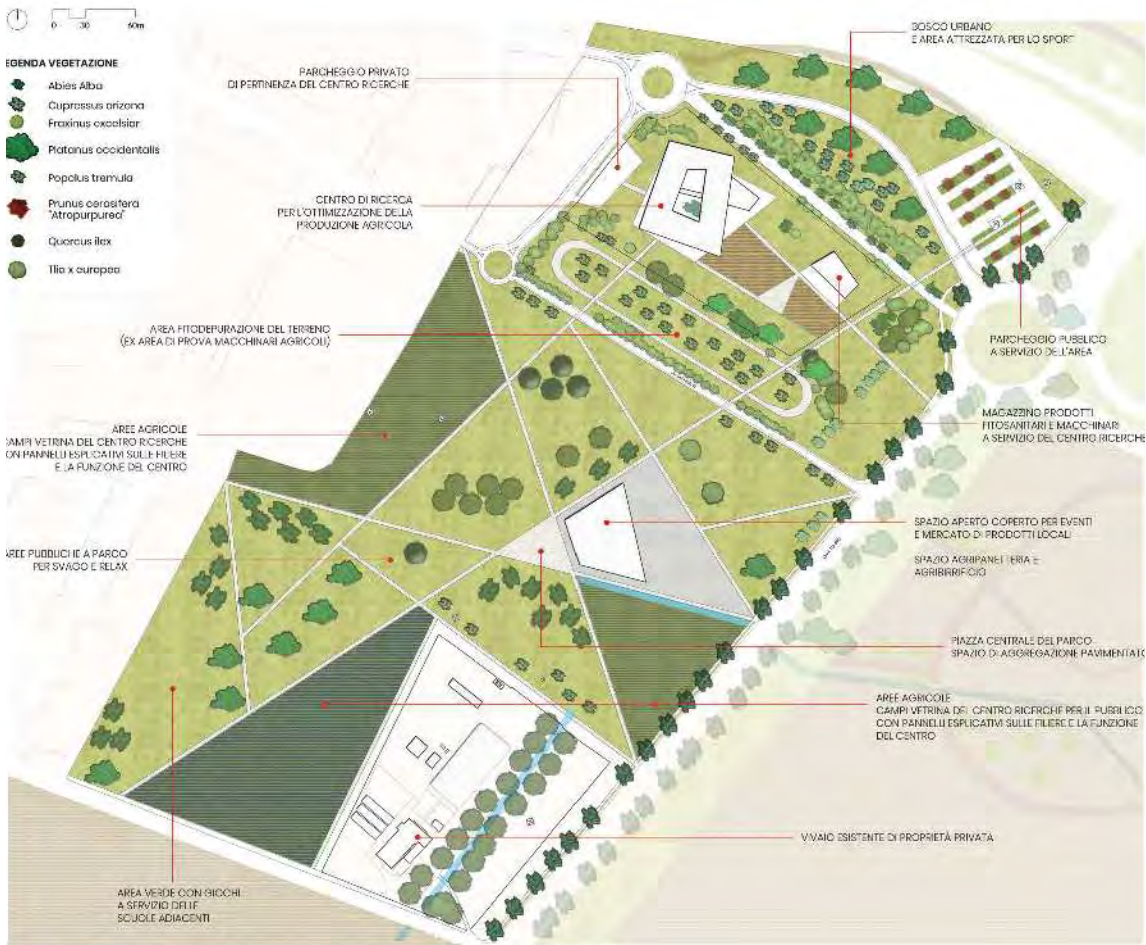 0 30 60m
EGENDA VEGETAZIONE
Abies Alba
Cupressus arizona
Fraxinus excelsior
Platanus occidentalis
Popolus tremula
Prunus cerasifera
"Atropurpurea"
Quercus ilex
Tlia x europea
BOSCO URBANO
E AREA ATTREZZATA PER LO SPORT
PARCHEGGIO PRIVATO
DI PERTINENZA DEL CENTRO RICERCHE
CENTRO DI RICERCA
PER L'OTTIMIZZAZIONE DELLA
PRODUZIONE AGRICOLA
AREA FITODEPURAZIONE DEL TERRENO
(EX AREA DI PROVA MACCHINARI AGRICOLI)
PARCHEGGIO PUBBLICO
A SERVIZIO DELL'AREA
MAGAZZINO PRODOTTI
FITOSANITARI E MACCHINARI
A SERVIZIO DEL CENTRO RICERCHE
AREE AGRICOLE
CAMPI VETRINA DEL CENTRO RICERCHE
CON PANNELLI ESPLICATIVI SULLE FILIERE
E LA FUNZIONE DEL CENTRO
SPAZIO APERTO COPERTO PER EVENTI
E MERCATO DI PRODOTTI LOCALI
SPAZIO AGRIPANETTERIA E
AGRIBIRRIFICIO
AREE PUBBLICHE A PARCO
PER SVAGO E RELAX
PIAZZA CENTRALE DEL PARCO
SPAZIO DI AGGREGAZIONE PAVIMENTATO
AREE AGRICOLE
CAMPI VETRINA DEL CENTRO RICERCHE PER IL PUBBLICO
CON PANNELLI ESPLICATIVI SULLE FILIERE E LA FUNZIONE
DEL CENTRO
VIVAIO ESISTENTE DI PROPRIETÀ PRIVATA
AREA VERDE CON GIOCHI
A SERVIZIO DELLE
SCUOLE ADIACENTI